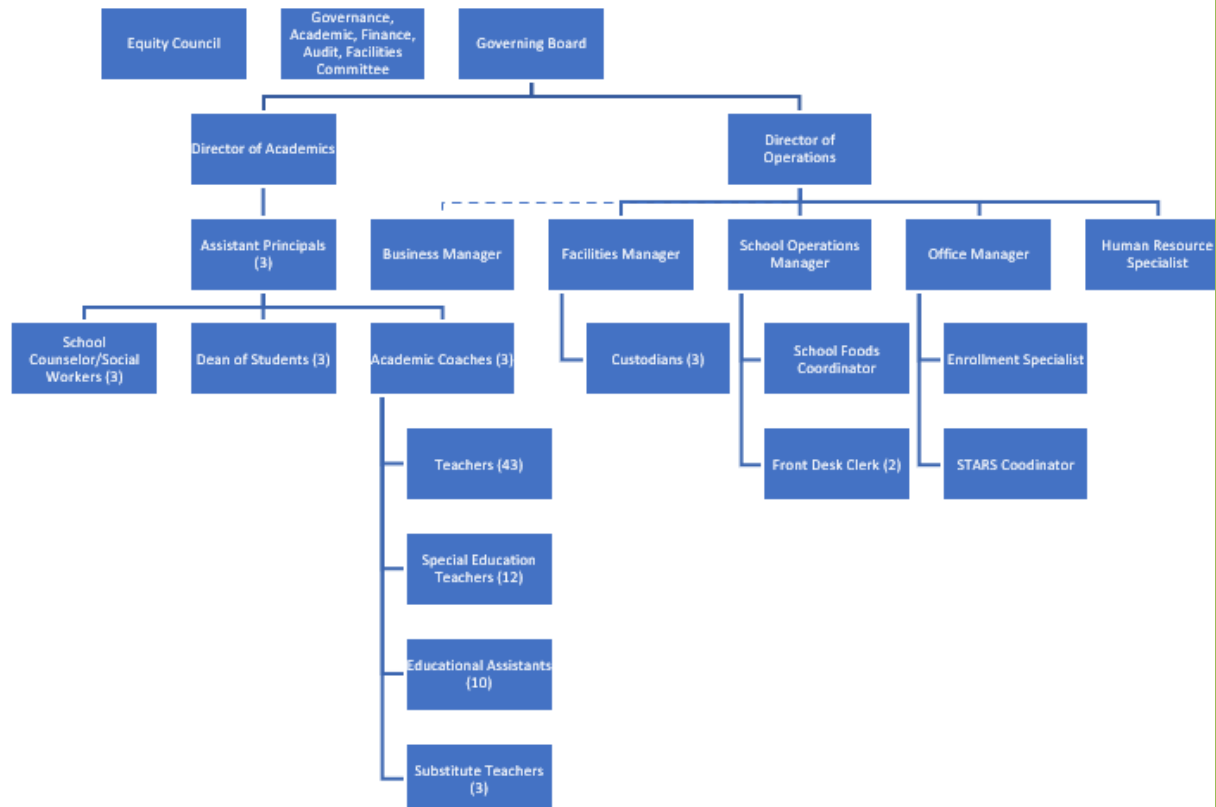 Equity Council
Governance,
Academic, Finance,
Audit, Facilities
Committee
Governing Board
Director of Academics
Director of
Operations
Assistant Principals
(3)
Business Manager
Facilities Manager
School Operations
Manager
Office Manager
Human Resource
Specialist
School
Counselor/Social
Workers (3)
Dean of Students (3)
Academic Coaches (3)
Custodians (3)
School Foods
Coordinator
Enrollment Specialist
Teachers (43)
Front Desk Clerk (2)
STARS Coodinator
Special Education
Teachers (12)
Educational Assistants
(10)
Substitute Teachers
(3)